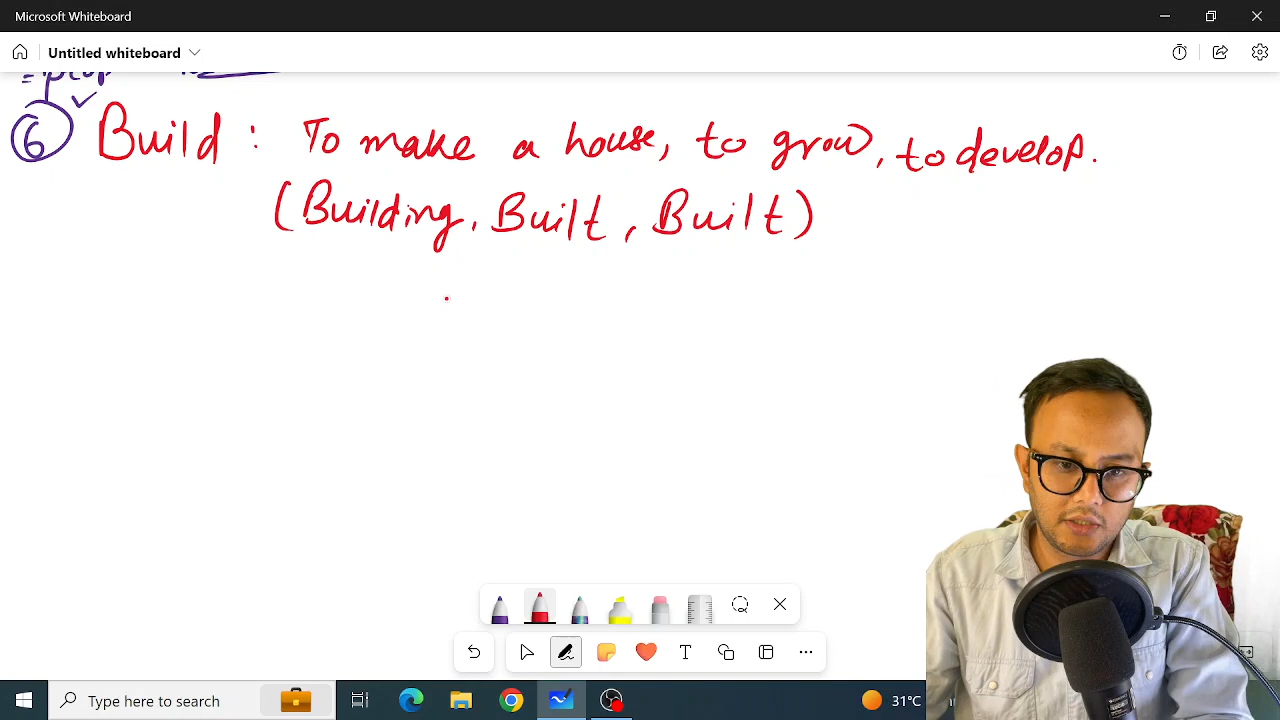 Microsoft Whiteboard
Untitled whiteboard
6 Build : To make a house, to grow, to develop.
(Building, Built, Built)
Type here to search
31°C